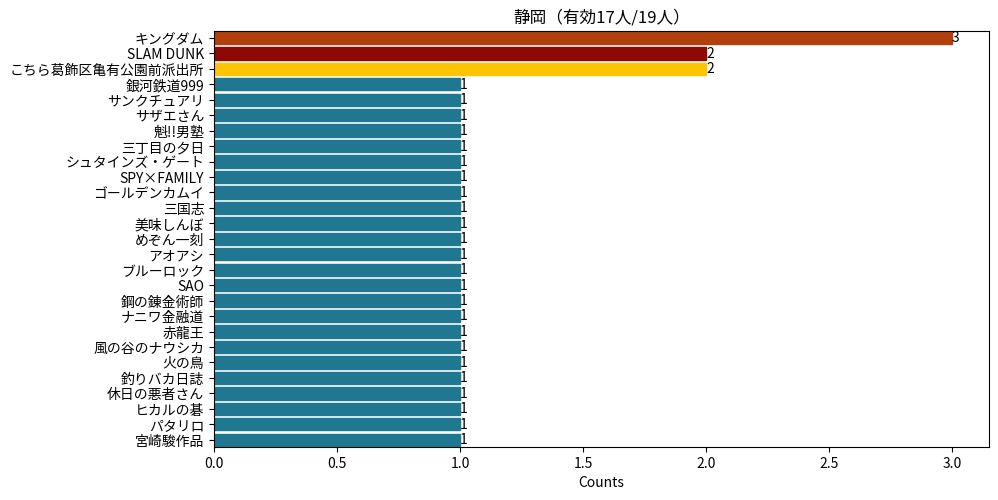 静岡（有効17人/19人）
キングダム 3
SLAM DUNK 2
こちら葛飾区亀有公園前派出所 2
銀河鉄道999 1
サンクチュアリ 1
サザエさん 1
魁!!男塾 1
三丁目の夕日 1
シュタインズ・ゲート 1
SPY×FAMILY 1
ゴールデンカムイ 1
三国志 1
美味しんぼ 1
めぞん一刻 1
アオアシ 1
ブルーロック 1
SAO 1
鋼の錬金術師 1
ナニワ金融道 1
赤龍王 1
風の谷のナウシカ 1
火の鳥 1
釣りバカ日誌 1
休日の悪者さん 1
ヒカルの碁 1
パタリロ 1
宮崎駿作品 1
0.0 0.5 1.0 1.5 2.0 2.5 3.0
Counts